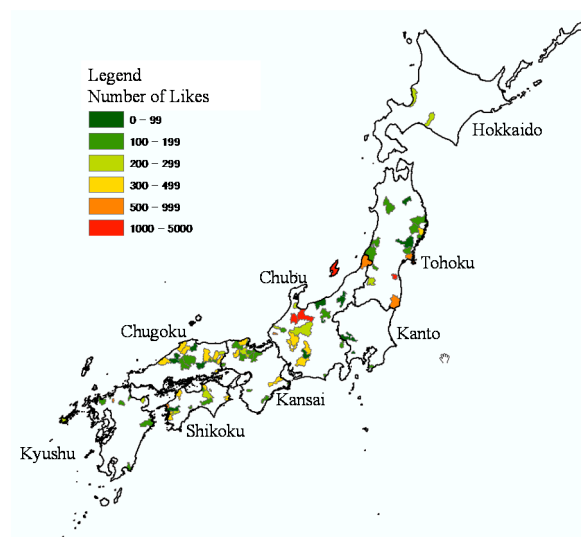 Legend
Number of Likes
0 – 99
100 – 199
200 – 299
300 – 499
500 – 999
1000 – 5000
Hokkaido
Tohoku
Chubu
Kanto
Chugoku
Kansai
Shikoku
Kyushu